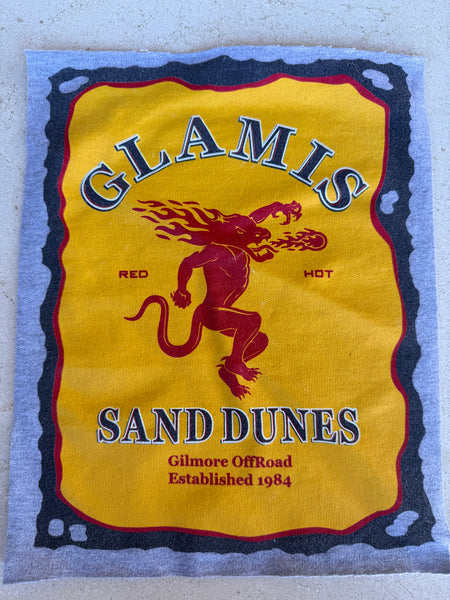 GLAMIS
RED HOT
SAND DUNES
Gilmore OffRoad
Established 1984